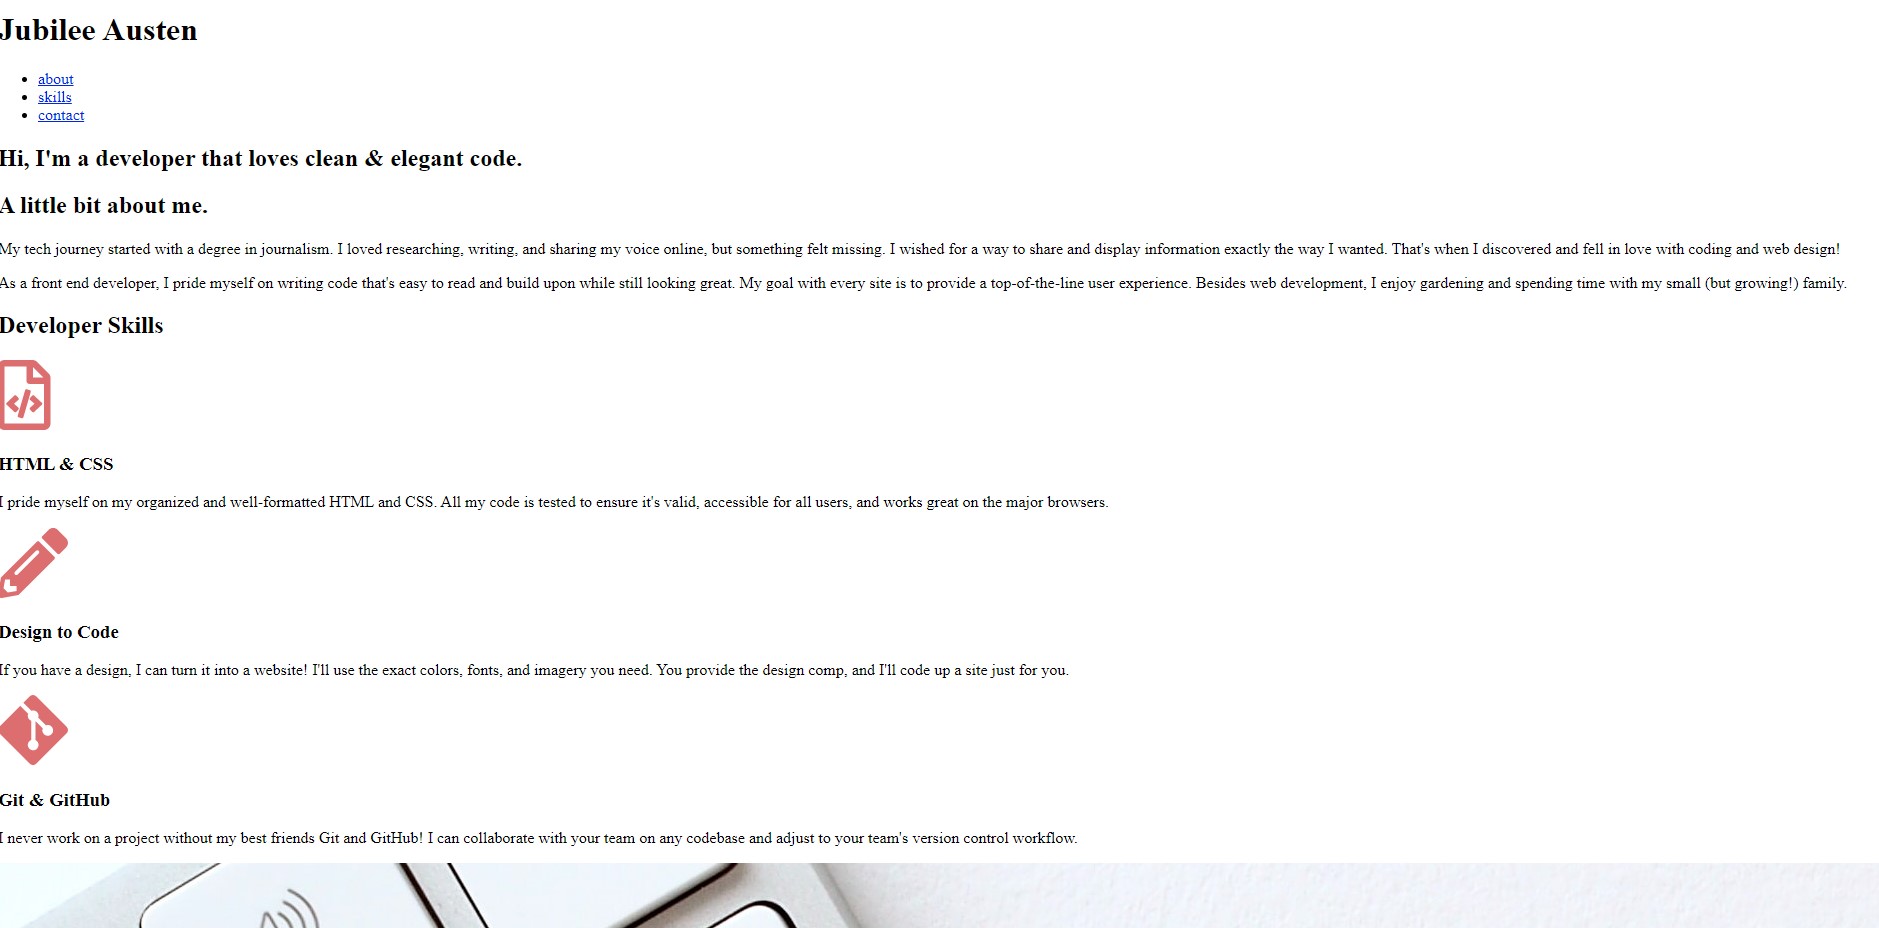 Jubilee Austen
about
skills
contact
Hi, I'm a developer that loves clean & elegant code.
A little bit about me.
My tech journey started with a degree in journalism. I loved researching, writing, and sharing my voice online, but something felt missing. I wished for a way to share and display information exactly the way I wanted. That's when I discovered and fell in love with coding and web design!
As a front end developer, I pride myself on writing code that's easy to read and build upon while still looking great. My goal with every site is to provide a top-of-the-line user experience. Besides web development, I enjoy gardening and spending time with my small (but growing!) family.
Developer Skills
HTML & CSS
I pride myself on my organized and well-formatted HTML and CSS. All my code is tested to ensure it's valid, accessible for all users, and works great on the major browsers.
Design to Code
If you have a design, I can turn it into a website! I'll use the exact colors, fonts, and imagery you need. You provide the design comp, and I'll code up a site just for you.
Git & GitHub
I never work on a project without my best friends Git and GitHub! I can collaborate with your team on any codebase and adjust to your team's version control workflow.